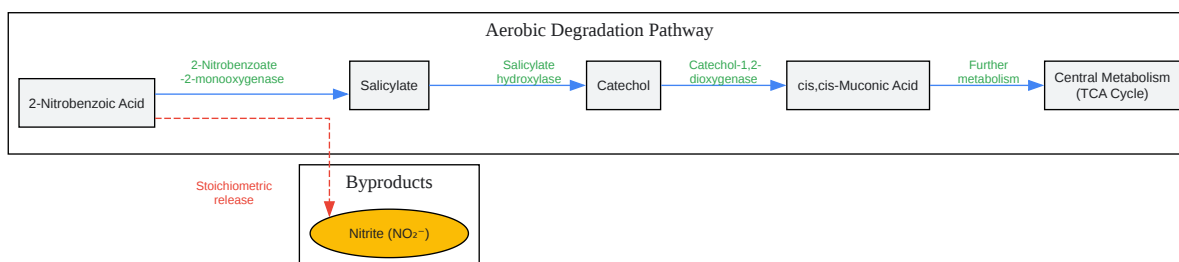 Aerobic Degradation Pathway
2-Nitrobenzoate
-2-monooxygenase
Salicylate
hydroxylase
Catechol-1,2-
dioxygenase
Further
metabolism
2-Nitrobenzoic Acid
Salicylate
Catechol
cis,cis-Muconic Acid
Central Metabolism
(TCA Cycle)
Stoichiometric
release
Byproducts
Nitrite (NO₂⁻)